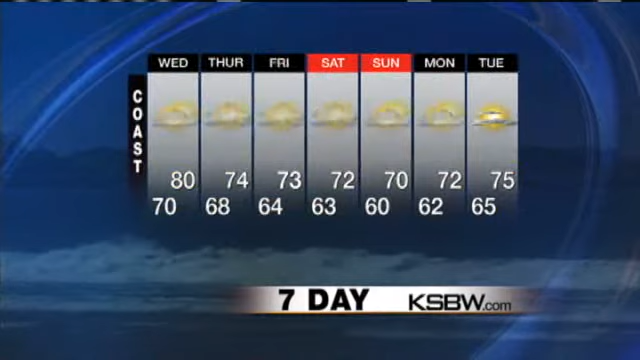 WED THUR FRI SAT SUN MON TUE
COAST
80 74 73 72 70 72 75
70 68 64 63 60 62 65
7 DAY KSBW.com